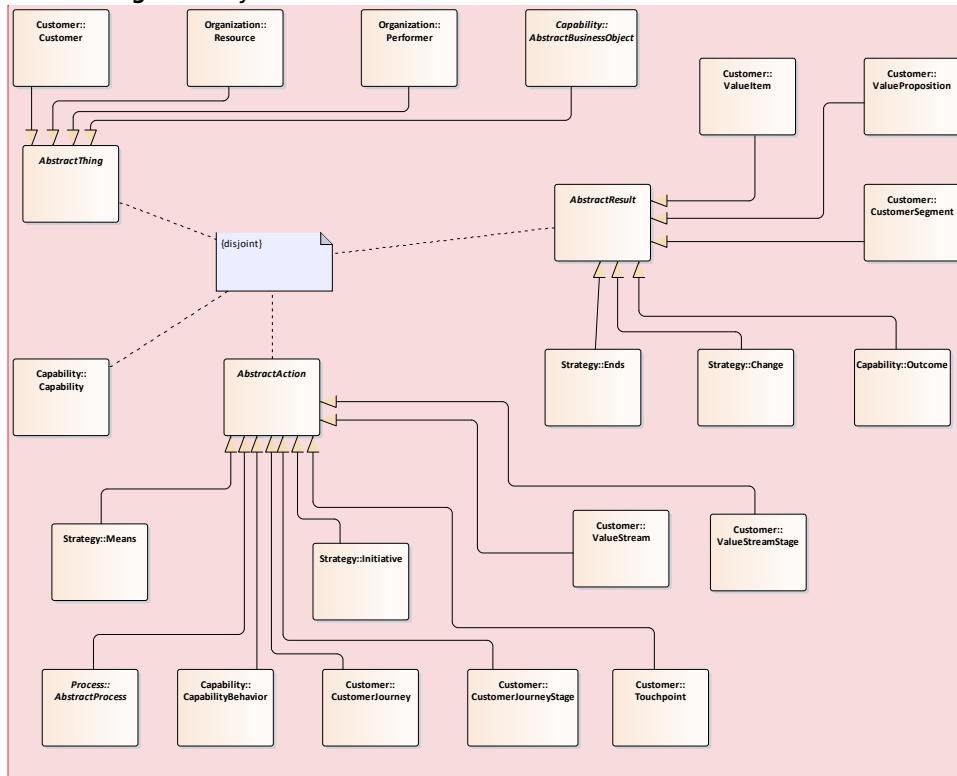 Customer::
Customer
Organization::
Resource
Organization::
Performer
Capability::
AbstractBusinessObject
Customer::
ValueItem
Customer::
ValueProposition
AbstractThing
AbstractResult
Customer::
CustomerSegment
{disjoint}
Capability::
Capability
AbstractAction
Strategy::Ends
Strategy::Change
Capability::Outcome
Strategy::Means
Strategy::Initiative
Customer::
ValueStream
Customer::
ValueStreamStage
Process::
AbstractProcess
Capability::
CapabilityBehavior
Customer::
CustomerJourney
Customer::
CustomerJourneyStage
Customer::
Touchpoint